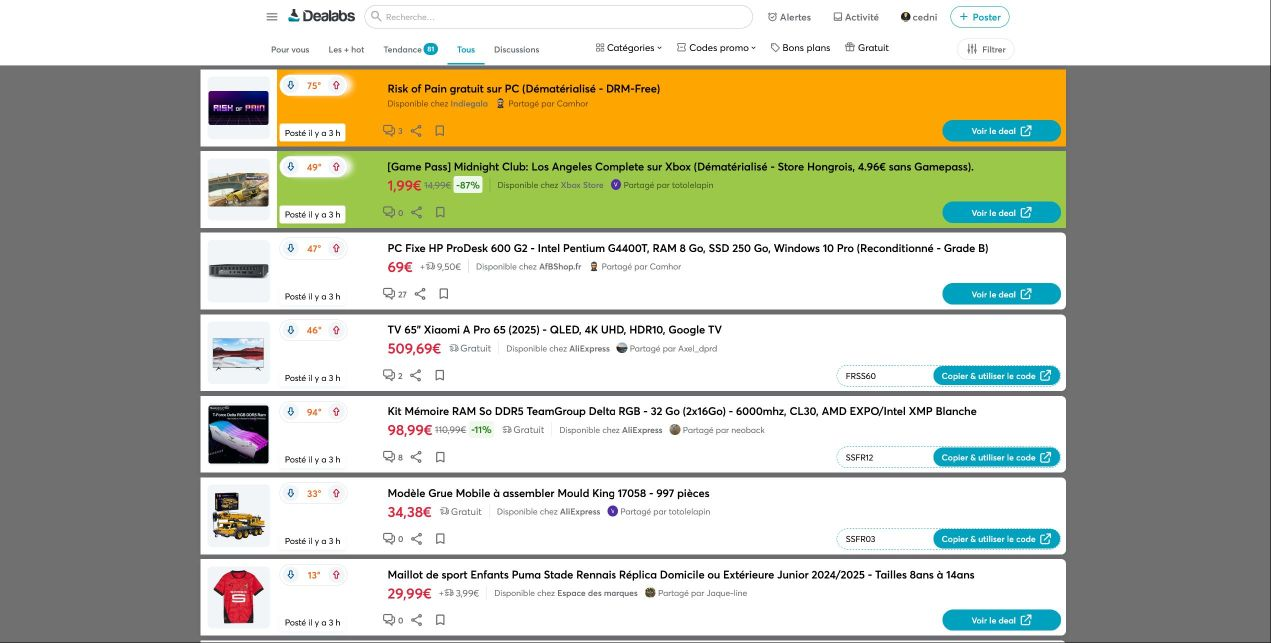 Dealabs
Recherche...
Alertes
Activité
cedni
+ Poster
Pour vous
Les + hot
Tendance 81
Tous
Discussions
Catégories
Codes promo
Bons plans
Gratuit
Filtrer
RISK OF PAIN
75°
Posté il y a 3 h
Risk of Pain gratuit sur PC (Dématérialisé - DRM-Free)
Disponible chez Indiegala Partagé par Camhor
3
Voir le deal
49°
Posté il y a 3 h
[Game Pass] Midnight Club: Los Angeles Complete sur Xbox (Dématérialisé - Store Hongrois, 4.96€ sans Gamepass).
1,99€ 14,99€ -87% Disponible chez Xbox Store Partagé par totolelapin
0
Voir le deal
47°
Posté il y a 3 h
PC Fixe HP ProDesk 600 G2 - Intel Pentium G4400T, RAM 8 Go, SSD 250 Go, Windows 10 Pro (Reconditionné - Grade B)
69€ + 9,50€ Disponible chez AfBShop.fr Partagé par Camhor
27
Voir le deal
46°
Posté il y a 3 h
TV 65" Xiaomi A Pro 65 (2025) - QLED, 4K UHD, HDR10, Google TV
509,69€ Gratuit Disponible chez AliExpress Partagé par Axel_dprd
2
FRSS60 Copier & utiliser le code
T-Force Delta RGB DDR5 Ram
94°
Posté il y a 3 h
Kit Mémoire RAM So DDR5 TeamGroup Delta RGB - 32 Go (2x16Go) - 6000mhz, CL30, AMD EXPO/Intel XMP Blanche
98,99€ 110,99€ -11% Gratuit Disponible chez AliExpress Partagé par neoback
8
SSFR12 Copier & utiliser le code
33°
Posté il y a 3 h
Modèle Grue Mobile à assembler Mould King 17058 - 997 pièces
34,38€ Gratuit Disponible chez AliExpress Partagé par totolelapin
0
SSFR03 Copier & utiliser le code
13°
Posté il y a 3 h
Maillot de sport Enfants Puma Stade Rennais Réplica Domicile ou Extérieure Junior 2024/2025 - Tailles 8ans à 14ans
29,99€ + 3,99€ Disponible chez Espace des marques Partagé par Jaque-line
0
Voir le deal